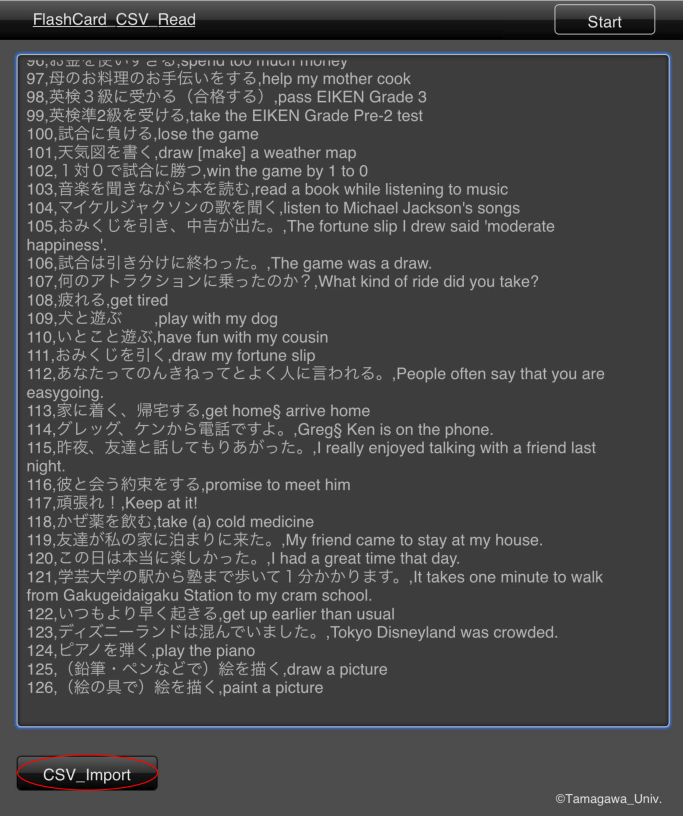 FlashCard_CSV_Read
Start
96,お金を使いすぎる,spend too much money
97,母のお料理のお手伝いをする,help my mother cook
98,英検３級に受かる（合格する）,pass EIKEN Grade 3
99,英検準2級を受ける,take the EIKEN Grade Pre-2 test
100,試合に負ける,lose the game
101,天気図を書く,draw [make] a weather map
102,１対０で試合に勝つ,win the game by 1 to 0
103,音楽を聞きながら本を読む,read a book while listening to music
104,マイケルジャクソンの歌を聞く,listen to Michael Jackson's songs
105,おみくじを引き、中吉が出た。,The fortune slip I drew said 'moderate
happiness'.
106,試合は引き分けに終わった。,The game was a draw.
107,何のアトラクションに乗ったのか？,What kind of ride did you take?
108,疲れる,get tired
109,犬と遊ぶ　　,play with my dog
110,いとこと遊ぶ,have fun with my cousin
111,おみくじを引く,draw my fortune slip
112,あなたってのんきねってとよく人に言われる。,People often say that you are
easygoing.
113,家に着く、帰宅する,get home§ arrive home
114,グレッグ、ケンから電話ですよ。,Greg§ Ken is on the phone.
115,昨夜、友達と話してもりあがった。,I really enjoyed talking with a friend last
night.
116,彼と会う約束をする,promise to meet him
117,頑張れ！,Keep at it!
118,かぜ薬を飲む,take (a) cold medicine
119,友達が私の家に泊まりに来た。,My friend came to stay at my house.
120,この日は本当に楽しかった。,I had a great time that day.
121,学芸大学の駅から塾まで歩いて１分かかります。,It takes one minute to walk
from Gakugeidaigaku Station to my cram school.
122,いつもより早く起きる,get up earlier than usual
123,ディズニーランドは混んでいました。,Tokyo Disneyland was crowded.
124,ピアノを弾く,play the piano
125,（鉛筆・ペンなどで）絵を描く,draw a picture
126,（絵の具で）絵を描く,paint a picture
CSV_Import
©Tamagawa_Univ.